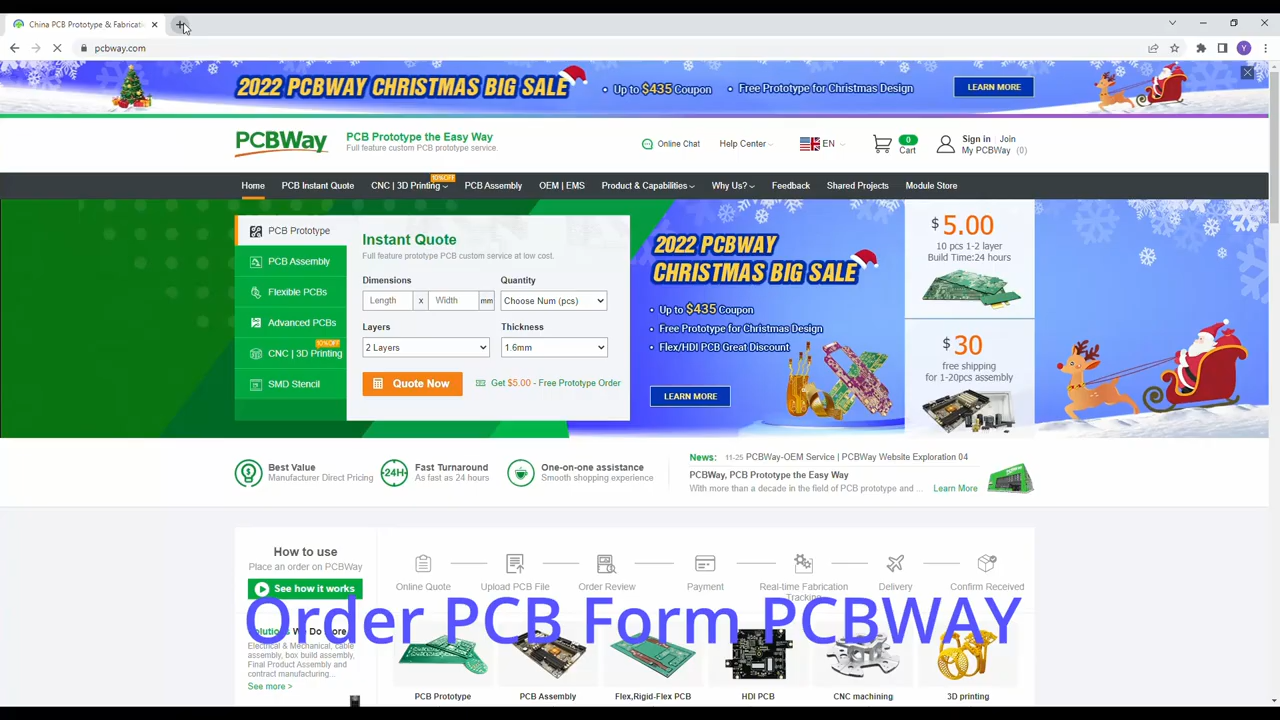 China PCB Prototype & Fabricati
pcbway.com
Y
2022 PCBWAY CHRISTMAS BIG SALE
• Up to $435 Coupon • Free Prototype for Christmas Design
LEARN MORE
PCBWay
PCB Prototype the Easy Way
Full feature custom PCB prototype service.
Online Chat
Help Center
EN
0
Cart
Sign in | Join
My PCBWay (0)
Home PCB Instant Quote CNC | 3D Printing 10%OFF PCB Assembly OEM | EMS Product & Capabilities Why Us? Feedback Shared Projects Module Store
PCB Prototype
PCB Assembly
Flexible PCBs
Advanced PCBs
10%OFF
CNC | 3D Printing
SMD Stencil
Instant Quote
Full feature prototype PCB custom service at low cost.
Dimensions Quantity
Length x Width mm Choose Num (pcs)
Layers Thickness
2 Layers 1.6mm
Quote Now Get $5.00 - Free Prototype Order
2022 PCBWAY
CHRISTMAS BIG SALE
• Up to $435 Coupon
• Free Prototype for Christmas Design
• Flex/HDI PCB Great Discount
LEARN MORE
$5.00
10 pcs 1-2 layer
Build Time:24 hours
$30
free shipping
for 1-20pcs assembly
Best Value
Manufacturer Direct Pricing
24H
Fast Turnaround
As fast as 24 hours
One-on-one assistance
Smooth shopping experience
News: 11-25 PCBWay-OEM Service | PCBWay Website Exploration 04
PCBWay, PCB Prototype the Easy Way
With more than a decade in the field of PCB prototype and ... Learn More
How to use
Place an order on PCBWay
See how it works
Online Quote Upload PCB File Order Review Payment Real-time Fabrication Tracking Delivery Confirm Received
Order PCB Form PCBWAY
Solutions We Do More
Electrical & Mechanical, cable
assembly, box build assembly,
Final Product Assembly and
contract manufacturing...
See more >
PCB Prototype PCB Assembly Flex,Rigid-Flex PCB HDI PCB CNC machining 3D printing